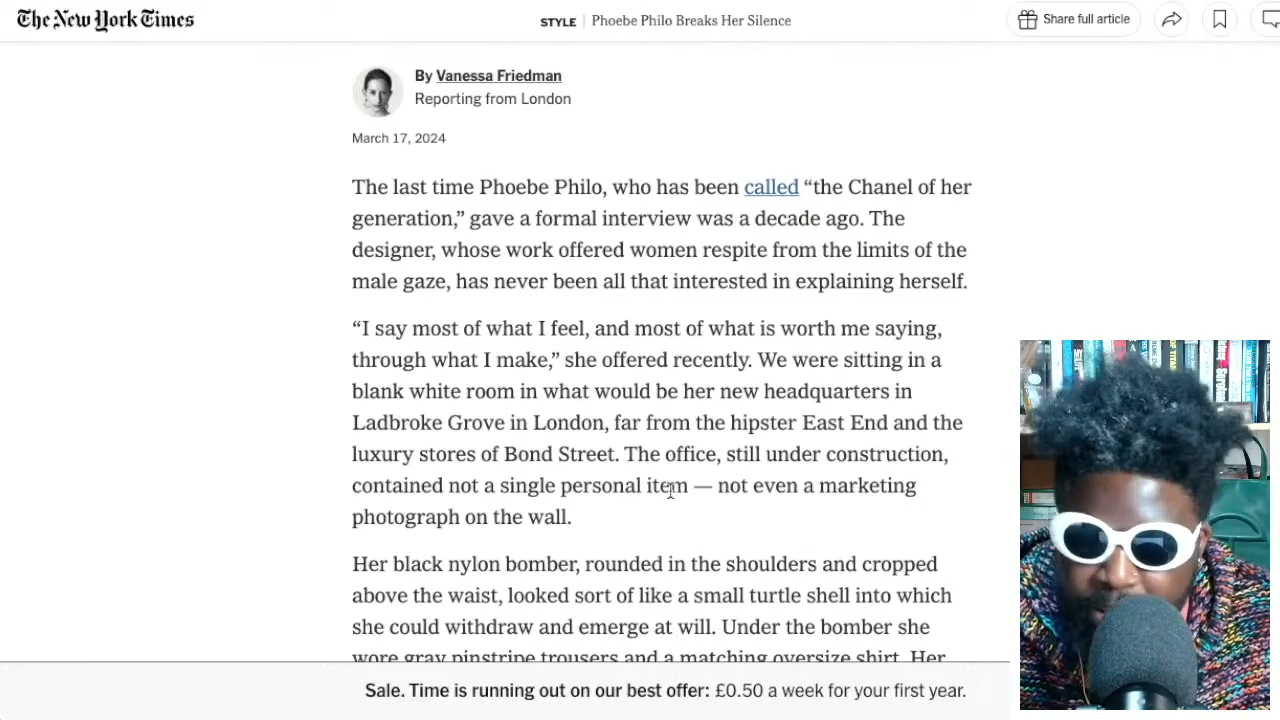 The New York Times
STYLE | Phoebe Philo Breaks Her Silence
Share full article
By Vanessa Friedman
Reporting from London
March 17, 2024
The last time Phoebe Philo, who has been called “the Chanel of her
generation,” gave a formal interview was a decade ago. The
designer, whose work offered women respite from the limits of the
male gaze, has never been all that interested in explaining herself.
“I say most of what I feel, and most of what is worth me saying,
through what I make,” she offered recently. We were sitting in a
blank white room in what would be her new headquarters in
Ladbroke Grove in London, far from the hipster East End and the
luxury stores of Bond Street. The office, still under construction,
contained not a single personal item — not even a marketing
photograph on the wall.
Her black nylon bomber, rounded in the shoulders and cropped
above the waist, looked sort of like a small turtle shell into which
she could withdraw and emerge at will. Under the bomber she
wore gray pinstripe trousers and a matching oversize shirt. Her
Sale. Time is running out on our best offer: £0.50 a week for your first year.